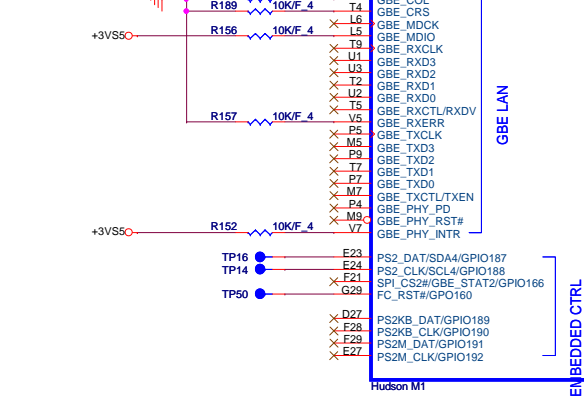 GBE_COL
R189 10K/F_4 T4 GBE_CRS
L6 GBE_MDCK
+3VS5 R156 10K/F_4 L5 GBE_MDIO
T9 GBE_RXCLK
U1 GBE_RXD3
U3 GBE_RXD2
T2 GBE_RXD1
U2 GBE_RXD0
T5 GBE_RXCTL/RXDV
R157 10K/F_4 V5 GBE_RXERR
P5 GBE_TXCLK
M5 GBE_TXD3
P9 GBE_TXD2
T7 GBE_TXD1
P7 GBE_TXD0
M7 GBE_TXCTL/TXEN
P4 GBE_PHY_PD
M9 GBE_PHY_RST#
+3VS5 R152 10K/F_4 V7 GBE_PHY_INTR
GBE LAN
TP16 E23 PS2_DAT/SDA4/GPIO187
TP14 E24 PS2_CLK/SCL4/GPIO188
F21 SPI_CS2#/GBE_STAT2/GPIO166
TP50 G29 FC_RST#/GPO160
D27 PS2KB_DAT/GPIO189
F28 PS2KB_CLK/GPIO190
F29 PS2M_DAT/GPIO191
E27 PS2M_CLK/GPIO192
EMBEDDED CTRL
Hudson M1